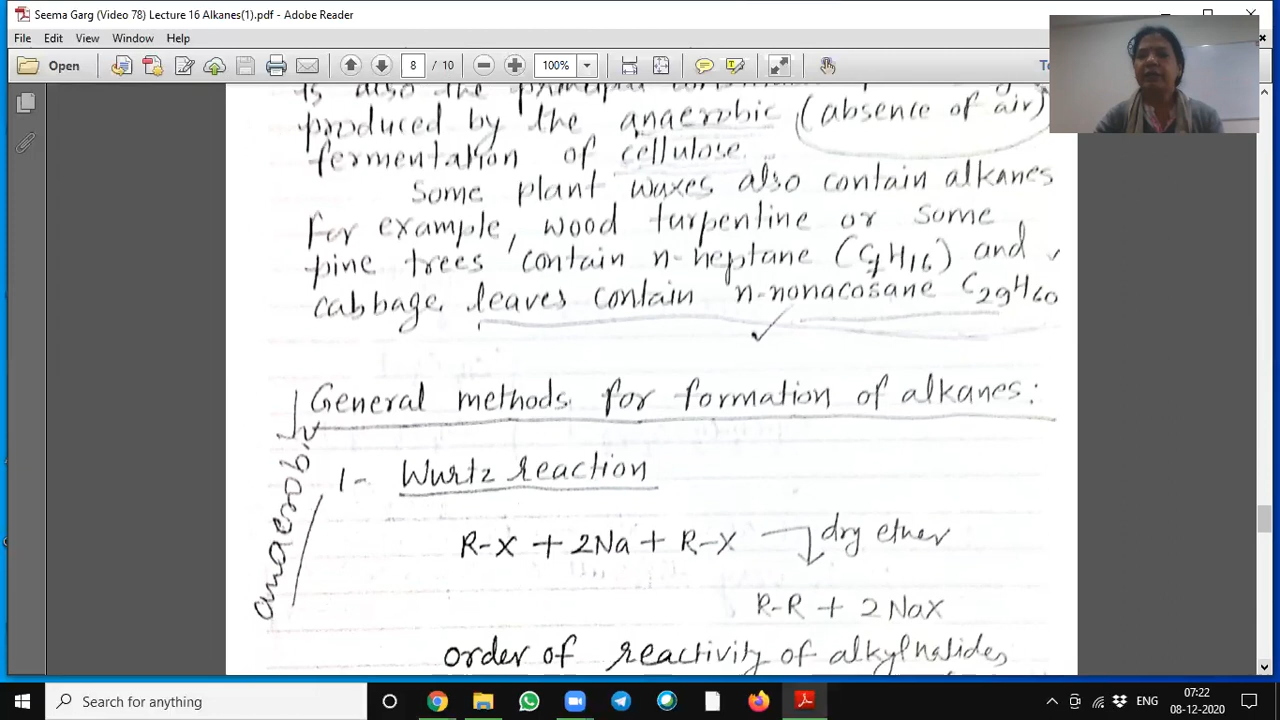 Seema Garg (Video 78) Lecture 16 Alkanes(1).pdf - Adobe Reader
File Edit View Window Help
Open 8 / 10 100%
is also the principal
produced by the anaerobic (absence of air)
fermentation of cellulose.
Some plant waxes also contain alkanes
For example, wood turpentine or some
pine trees contain n-heptane (C7H16) and
cabbage leaves contain n-nonacosane C29H60
General methods for formation of alkanes:
anaerobic
1- Wurtz reaction
R-X + 2Na + R-X dry ether
R-R + 2NaX
order of reactivity of alkylhalides,
Search for anything
ENG
07:22
08-12-2020